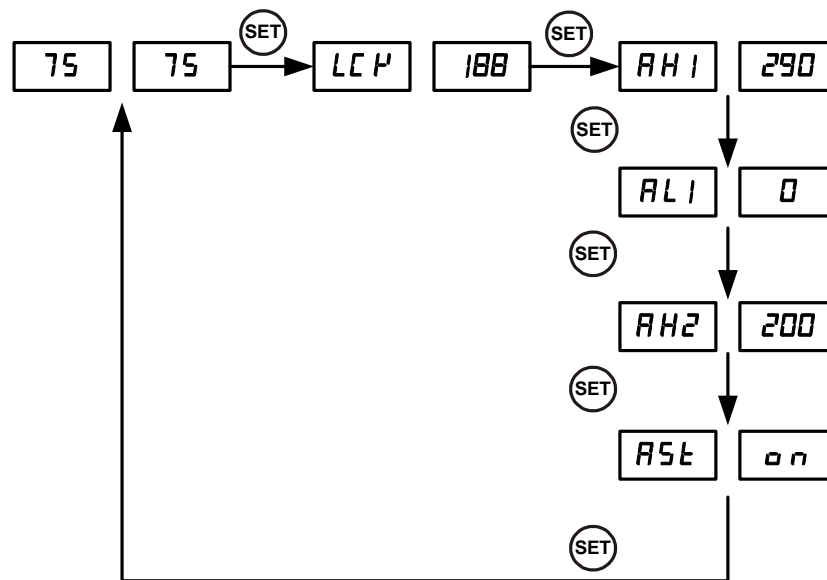 SET SET
75 75 LCK 188 AH1 290
SET
AL1 0
SET
AH2 200
SET
ASt on
SET